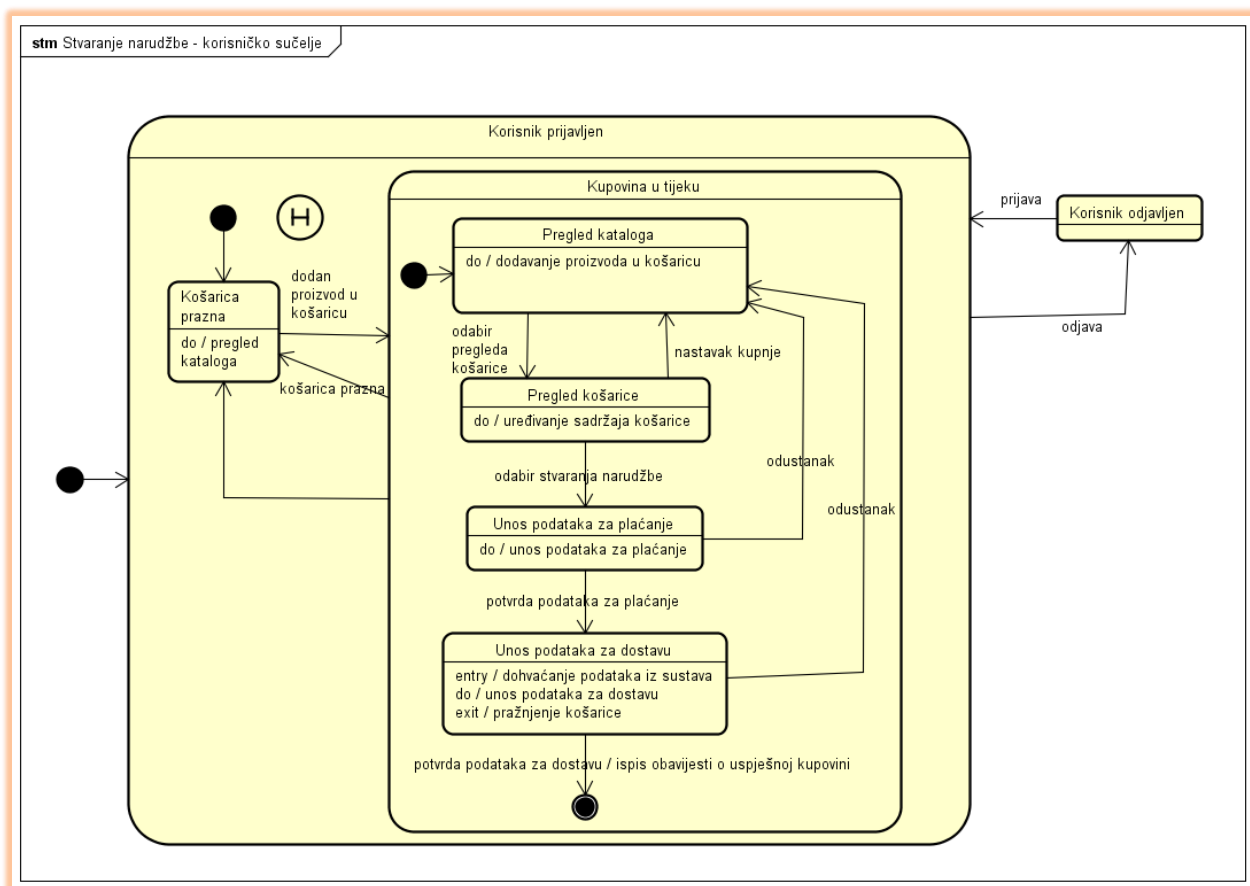 stm Stvaranje narudžbe - korisničko sučelje
Korisnik prijavljen
Kupovina u tijeku
prijava
Korisnik odjavljen
odjava
H
Košarica
prazna
do / pregled
kataloga
dodan
proizvod u
košaricu
košarica prazna
Pregled kataloga
do / dodavanje proizvoda u košaricu
odabir
pregleda
košarice
nastavak kupnje
Pregled košarice
do / uređivanje sadržaja košarice
odabir stvaranja narudžbe
odustanak
odustanak
Unos podataka za plaćanje
do / unos podataka za plaćanje
potvrda podataka za plaćanje
Unos podataka za dostavu
entry / dohvaćanje podataka iz sustava
do / unos podataka za dostavu
exit / pražnjenje košarice
potvrda podataka za dostavu / ispis obavijesti o uspješnoj kupovini